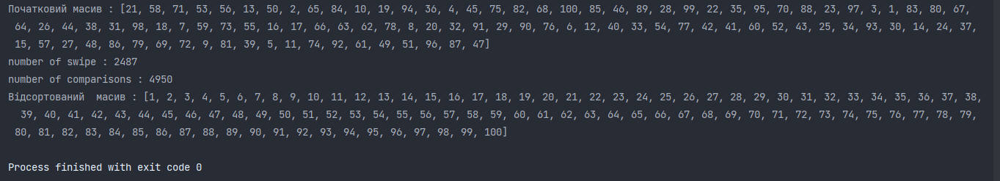 Початковий масив : [21, 58, 71, 53, 56, 13, 50, 2, 65, 84, 10, 19, 94, 36, 4, 45, 75, 82, 68, 100, 85, 46, 89, 28, 99, 22, 35, 95, 70, 88, 23, 97, 3, 1, 83, 80, 67,
64, 26, 44, 38, 31, 98, 18, 7, 59, 73, 55, 16, 17, 66, 63, 62, 78, 8, 20, 32, 91, 29, 90, 76, 6, 12, 40, 33, 54, 77, 42, 41, 60, 52, 43, 25, 34, 93, 30, 14, 24, 37,
15, 57, 27, 48, 86, 79, 69, 72, 9, 81, 39, 5, 11, 74, 92, 61, 49, 51, 96, 87, 47]
number of swipe : 2487
number of comparisons : 4950
Відсортований  масив : [1, 2, 3, 4, 5, 6, 7, 8, 9, 10, 11, 12, 13, 14, 15, 16, 17, 18, 19, 20, 21, 22, 23, 24, 25, 26, 27, 28, 29, 30, 31, 32, 33, 34, 35, 36, 37, 38,
39, 40, 41, 42, 43, 44, 45, 46, 47, 48, 49, 50, 51, 52, 53, 54, 55, 56, 57, 58, 59, 60, 61, 62, 63, 64, 65, 66, 67, 68, 69, 70, 71, 72, 73, 74, 75, 76, 77, 78, 79,
80, 81, 82, 83, 84, 85, 86, 87, 88, 89, 90, 91, 92, 93, 94, 95, 96, 97, 98, 99, 100]
Process finished with exit code 0